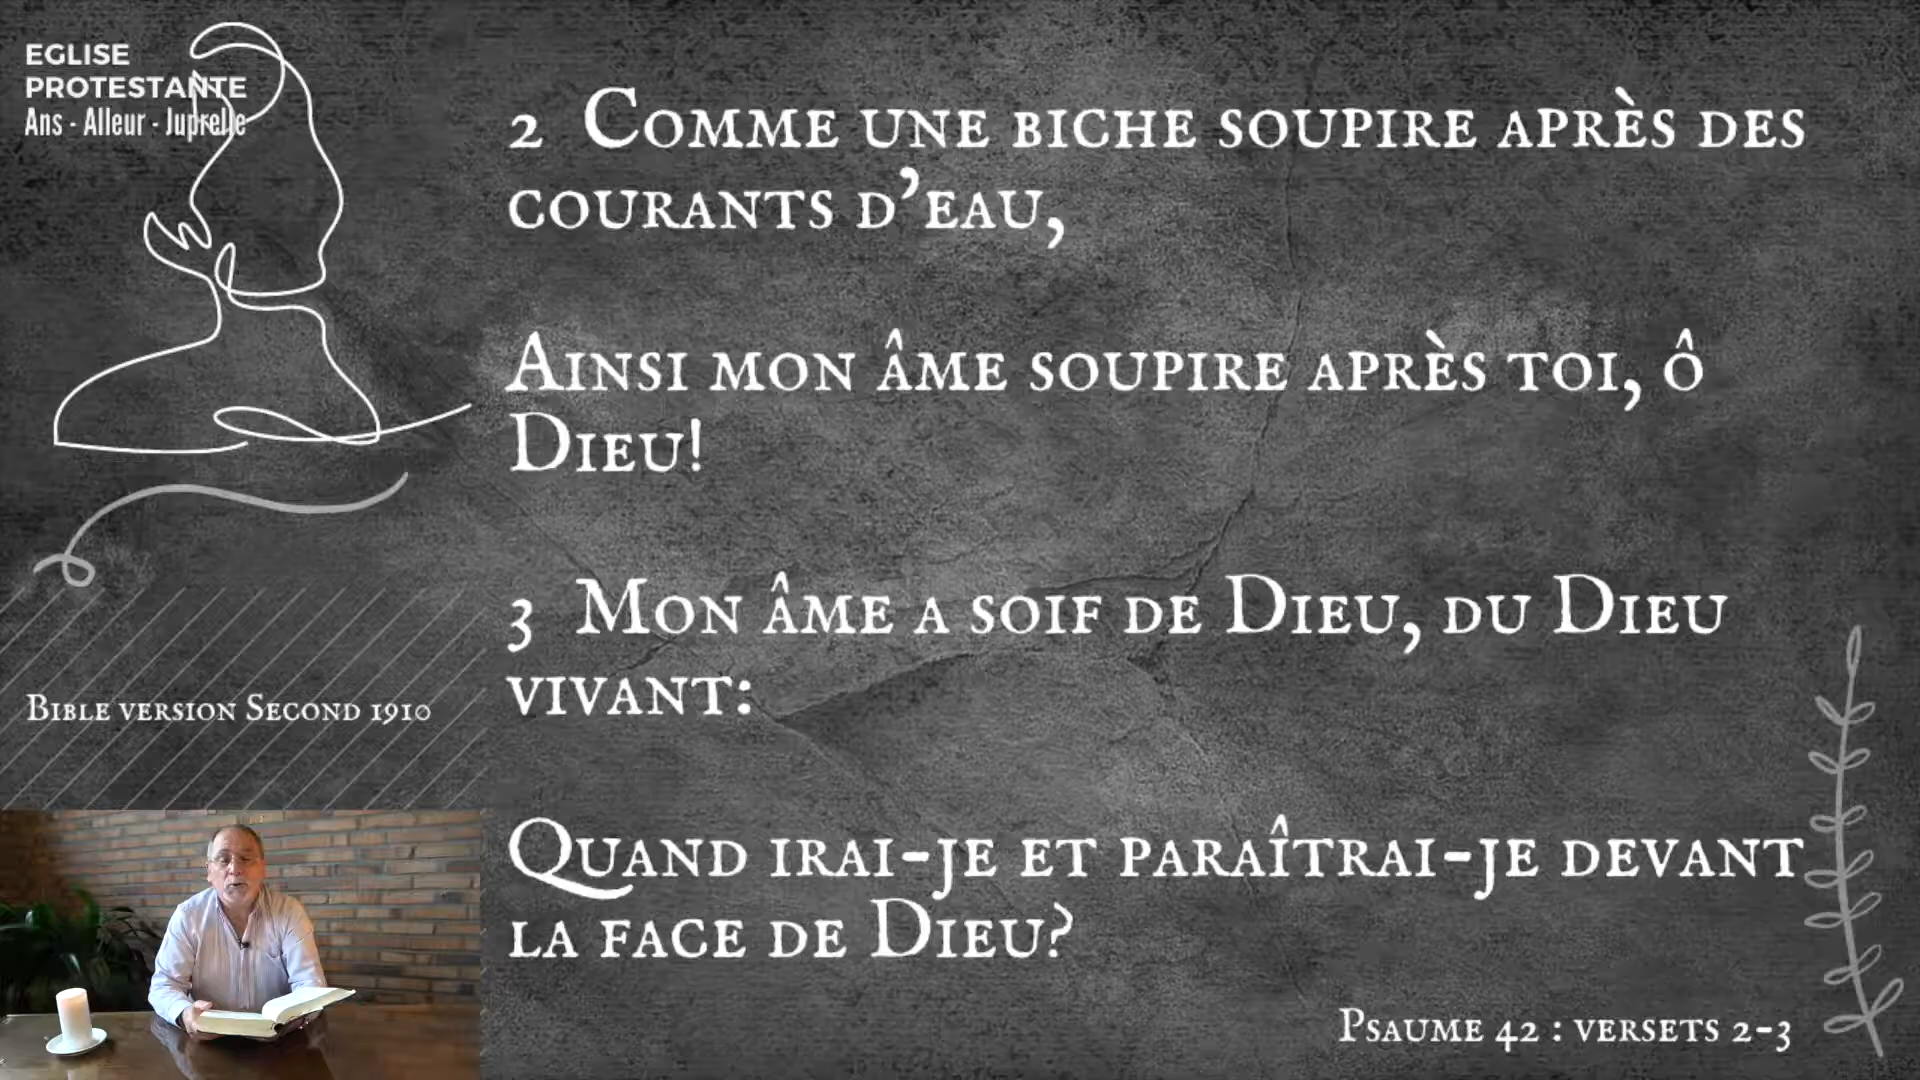 EGLISE
PROTESTANTE
Ans - Alleur - Juprelle
2 Comme une biche soupire après des
courants d'eau,
Ainsi mon âme soupire après toi, ô
Dieu!
3 Mon âme a soif de Dieu, du Dieu
vivant:
Quand irai-je et paraîtrai-je devant
la face de Dieu?
Psaume 42 : versets 2-3
Bible version Second 1910